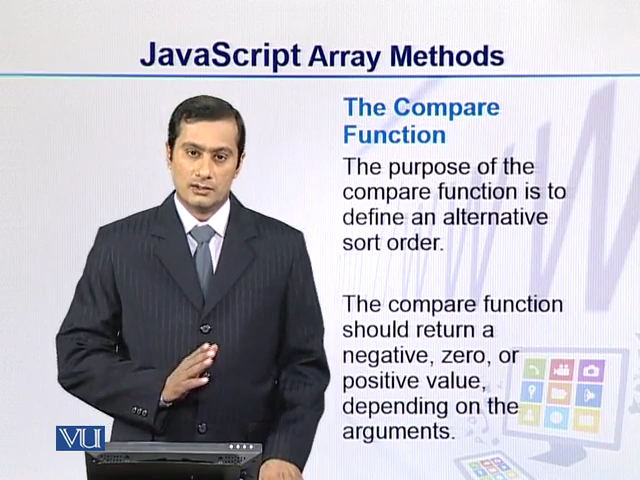 JavaScript Array Methods
The Compare
Function
The purpose of the
compare function is to
define an alternative
sort order.
The compare function
should return a
negative, zero, or
positive value,
depending on the
arguments.
VU